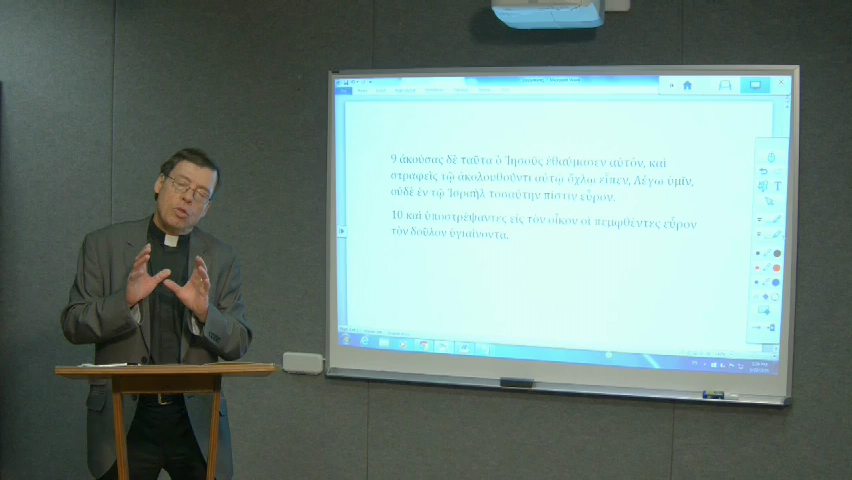 9 ἀκούσας δὲ ταῦτα ὁ Ἰησοῦς ἐθαύμασεν αὐτόν, καὶ
στραφεὶς τῷ ἀκολουθοῦντι αὐτῷ ὄχλῳ εἶπεν, Λέγω ὑμῖν,
οὐδὲ ἐν τῷ Ἰσραὴλ τοσαύτην πίστιν εὗρον.
10 καὶ ὑποστρέψαντες εἰς τὸν οἶκον οἱ πεμφθέντες εὗρον
τὸν δοῦλον ὑγιαίνοντα.